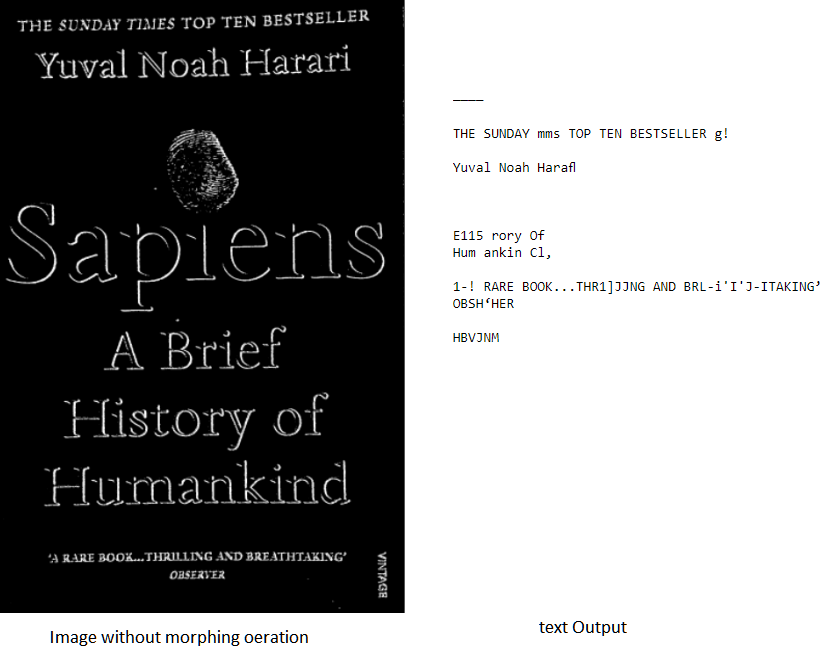 THE SUNDAY TIMES TOP TEN BESTSELLER
Yuval Noah Harari
Sapiens
A Brief
History of
Humankind
‘A RARE BOOK...THRILLING AND BREATHTAKING’
OBSERVER
VINTAGE
Image without morphing oeration
____
THE SUNDAY mms TOP TEN BESTSELLER g!
Yuval Noah Harafl
E115 rory Of
Hum ankin Cl,
1-! RARE BOOK...THR1]JJNG AND BRL-i'I'J-ITAKING’
OBSH‘HER
HBVJNM
text Output